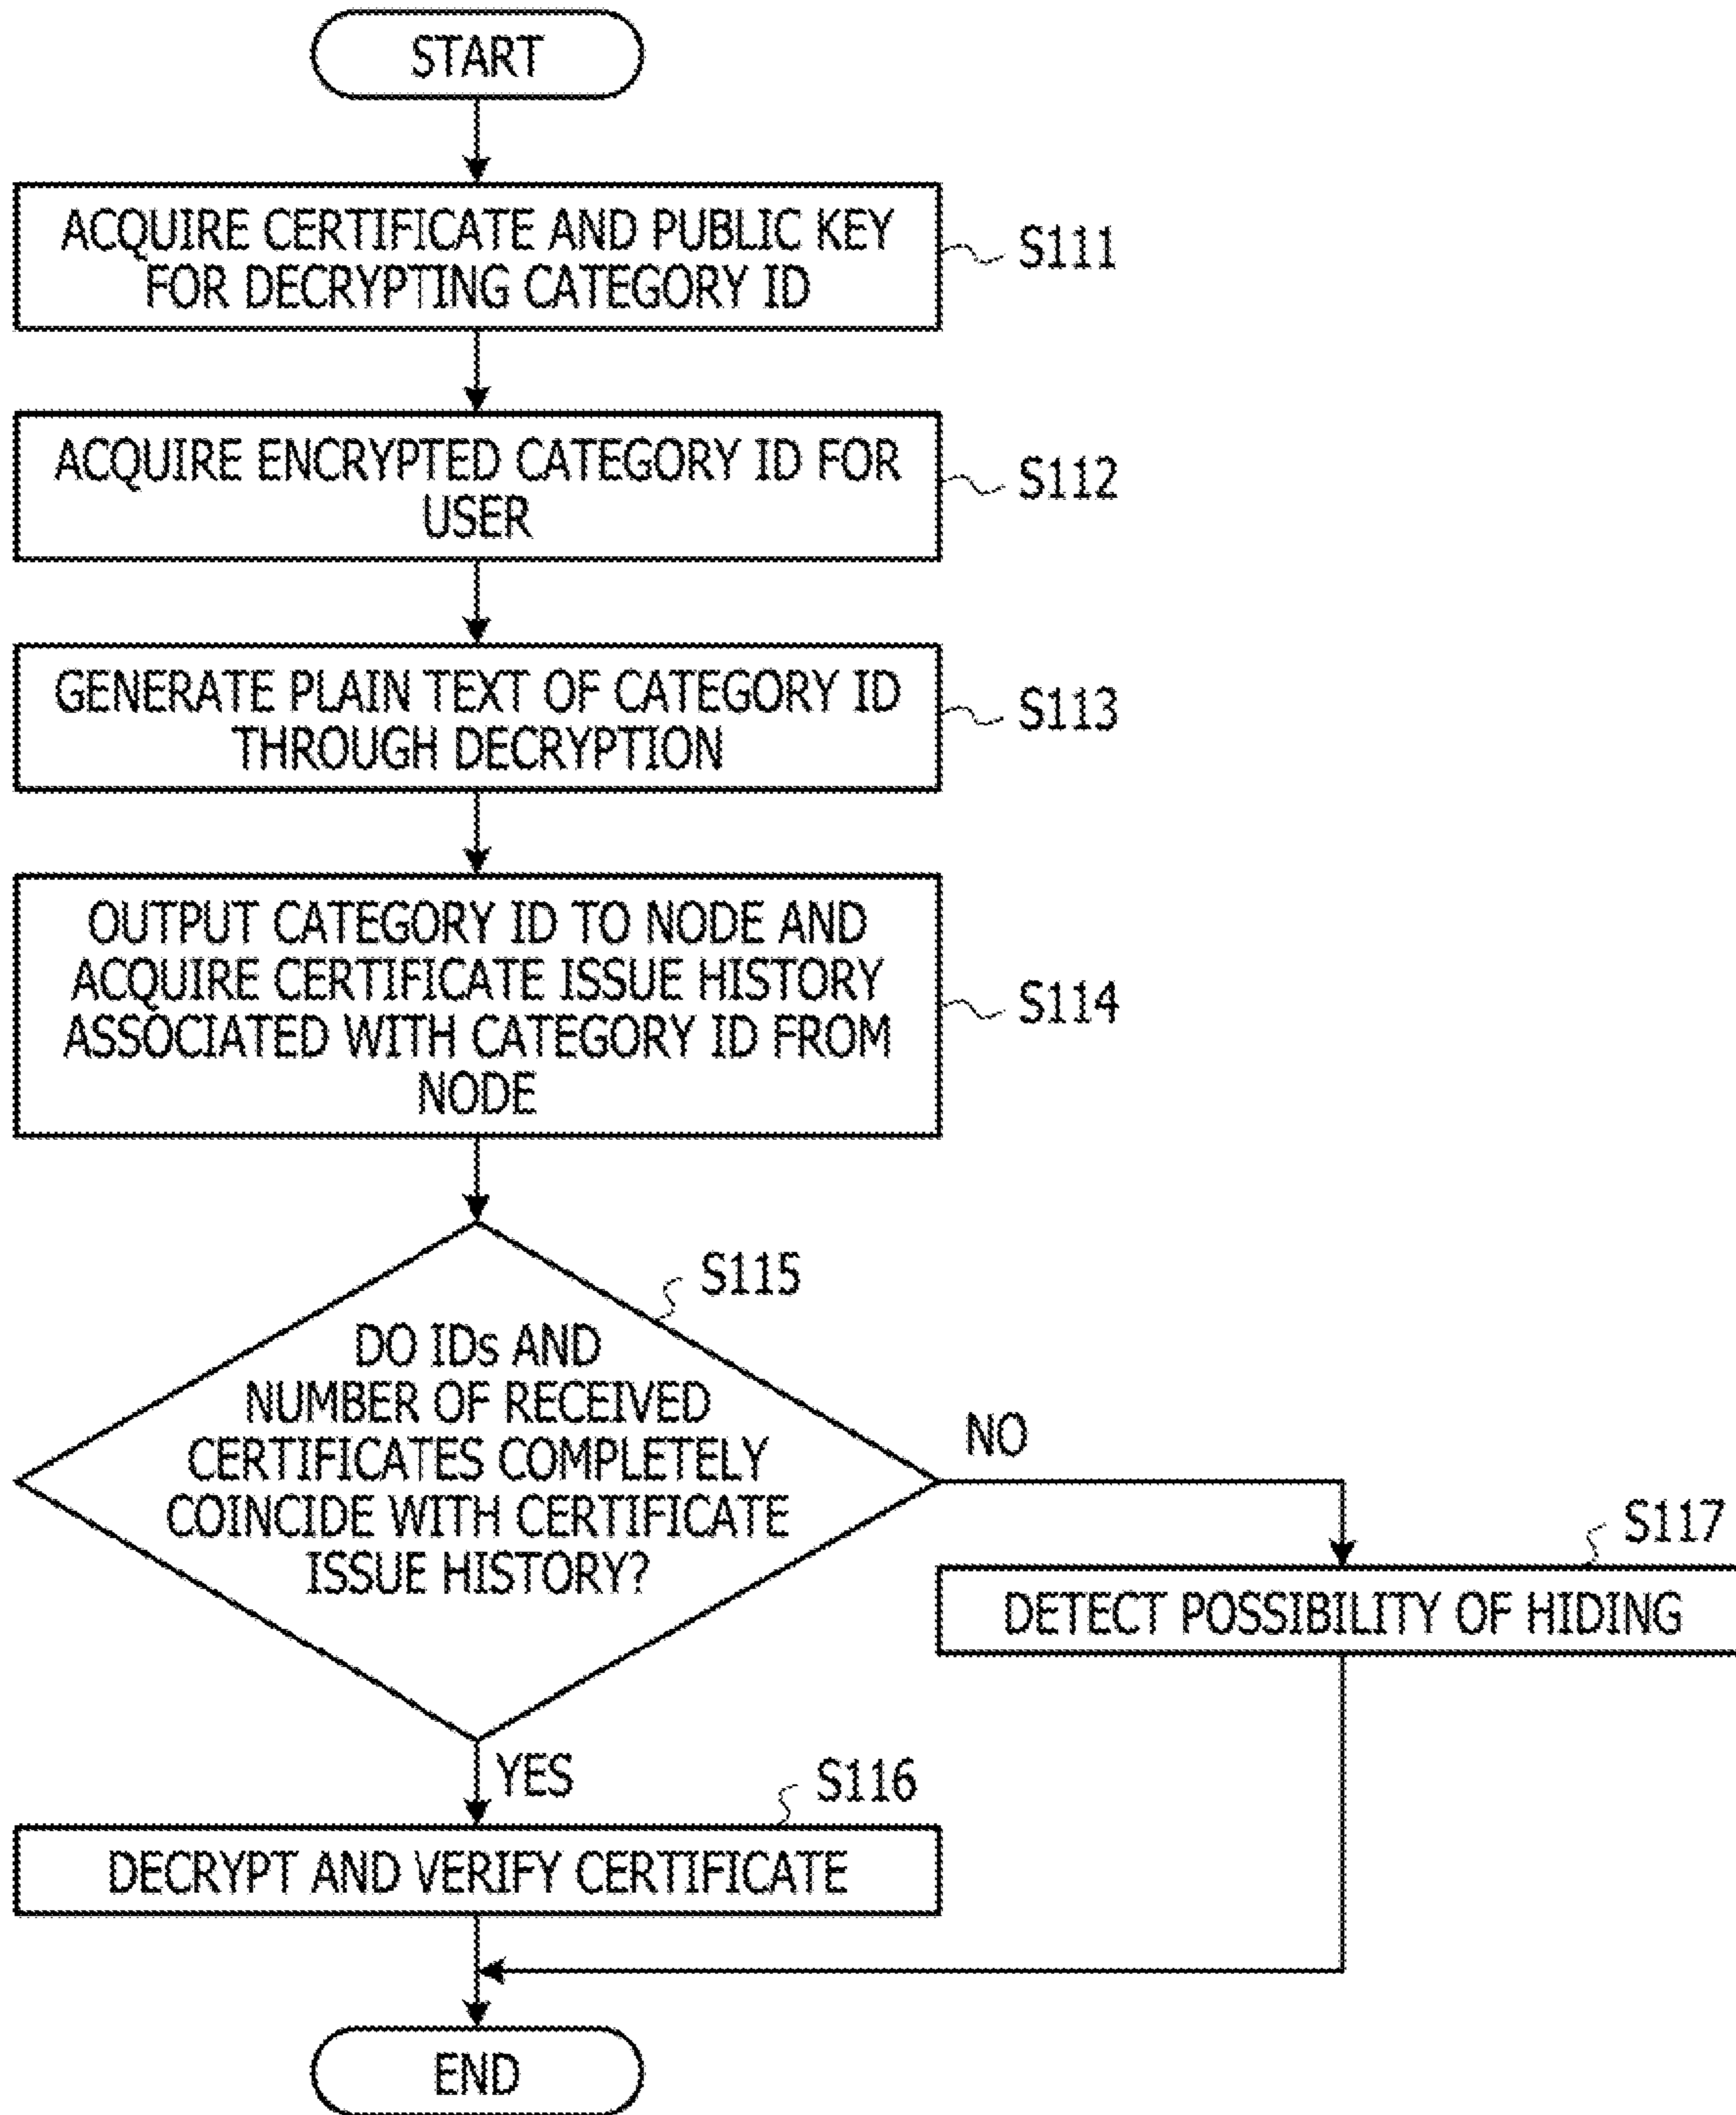 START
ACQUIRE CERTIFICATE AND PUBLIC KEY
FOR DECRYPTING CATEGORY ID
S111
ACQUIRE ENCRYPTED CATEGORY ID FOR
USER
S112
GENERATE PLAIN TEXT OF CATEGORY ID
THROUGH DECRYPTION
S113
OUTPUT CATEGORY ID TO NODE AND
ACQUIRE CERTIFICATE ISSUE HISTORY
ASSOCIATED WITH CATEGORY ID FROM
NODE
S114
S115
DO IDs AND
NUMBER OF RECEIVED
CERTIFICATES COMPLETELY
COINCIDE WITH CERTIFICATE
ISSUE HISTORY?
NO
S117
DETECT POSSIBILITY OF HIDING
YES
S116
DECRYPT AND VERIFY CERTIFICATE
END